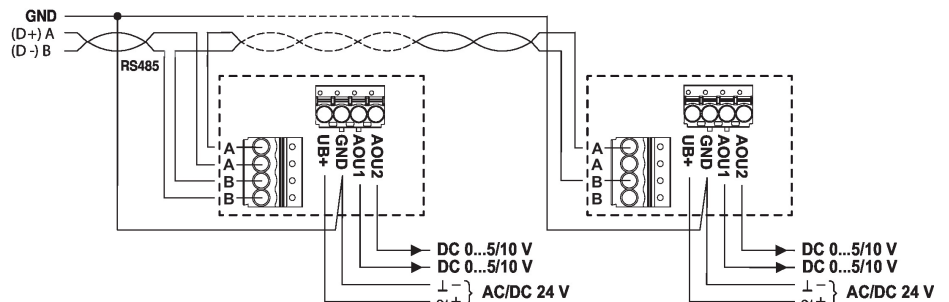 GND
(D+) A
(D -) B
RS485
A
A
B
B
UB+
GND
AOU1
AOU2
A
A
B
B
UB+
GND
AOU1
AOU2
DC 0...5/10 V
DC 0...5/10 V
⊥ –
~ +
AC/DC 24 V
DC 0...5/10 V
DC 0...5/10 V
⊥ –
~ +
AC/DC 24 V